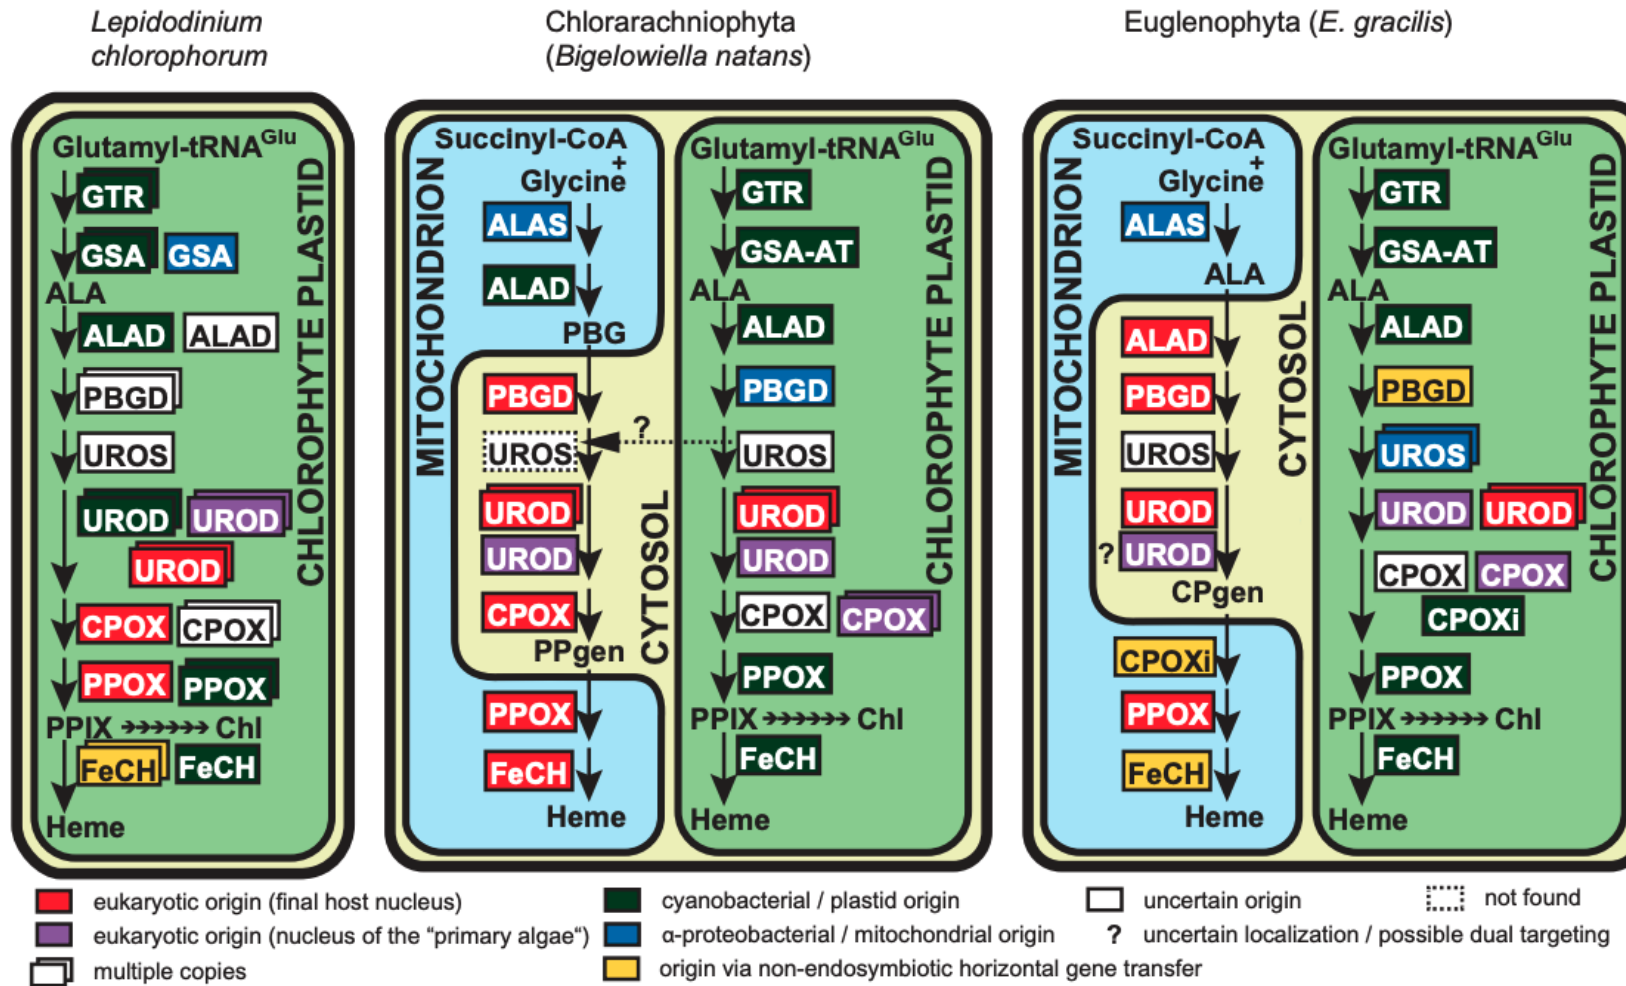 Lepidodinium
chlorophorum
Glutamyl-tRNAGlu
GTR
GSA GSA
ALA
ALAD ALAD
PBGD
UROS
UROD UROD
UROD
CPOX CPOX
PPOX PPOX
PPIX Chl
FeCH FeCH
Heme
CHLOROPHYTE PLASTID
Chlorarachniophyta
(Bigelowiella natans)
MITOCHONDRION
Succinyl-CoA
+
Glycine
ALAS
ALAD
PBG
PBGD
UROS
?
UROD
UROD
CPOX
PPgen
PPOX
FeCH
Heme
CYTOSOL
Glutamyl-tRNAGlu
GTR
GSA-AT
ALA
ALAD
PBGD
UROS
UROD
UROD
CPOX CPOX
PPOX
PPIX Chl
FeCH
Heme
CHLOROPHYTE PLASTID
Euglenophyta (E. gracilis)
MITOCHONDRION
Succinyl-CoA
+
Glycine
ALAS
ALA
ALAD
PBGD
UROS
UROD
? UROD
CPgen
CPOXi
PPOX
FeCH
Heme
CYTOSOL
Glutamyl-tRNAGlu
GTR
GSA-AT
ALA
ALAD
PBGD
UROS
UROD UROD
CPOX CPOX
CPOXi
PPOX
PPIX Chl
FeCH
Heme
CHLOROPHYTE PLASTID
eukaryotic origin (final host nucleus)
eukaryotic origin (nucleus of the “primary algae“)
multiple copies
cyanobacterial / plastid origin
α-proteobacterial / mitochondrial origin
origin via non-endosymbiotic horizontal gene transfer
uncertain origin
not found
? uncertain localization / possible dual targeting